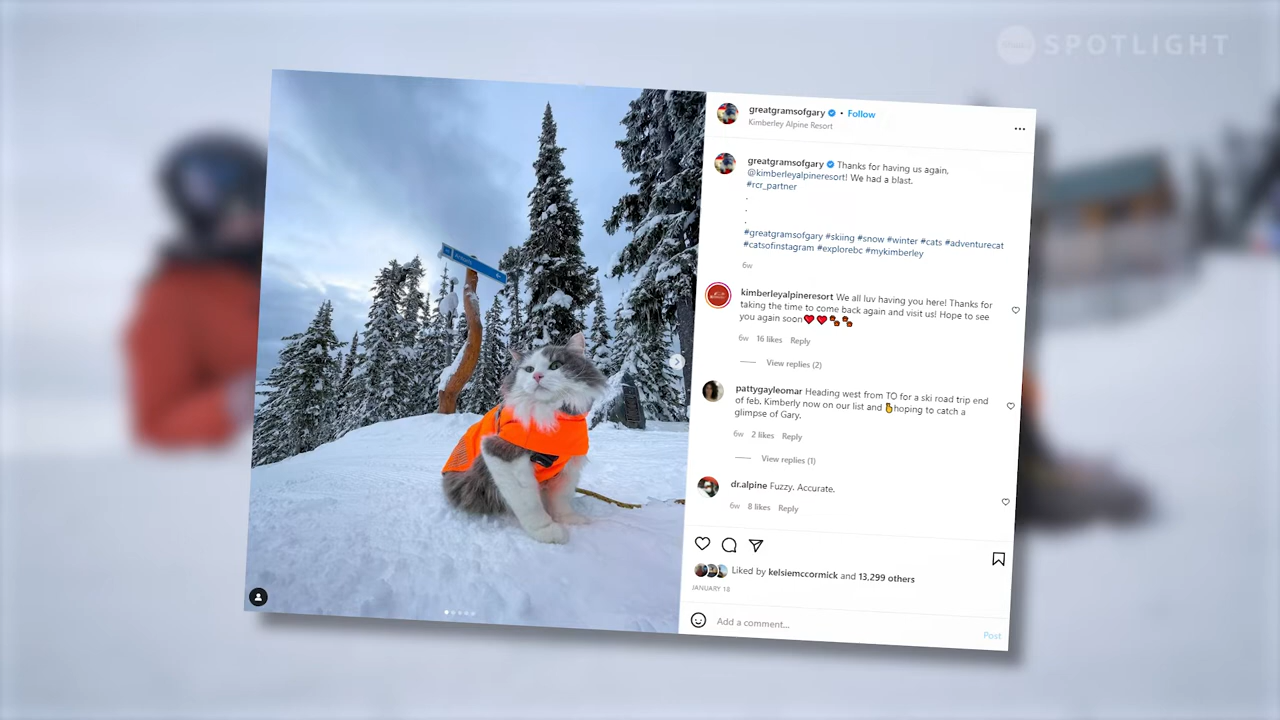 SPOTLIGHT
greatgramsofgary • Follow
Kimberley Alpine Resort
greatgramsofgary Thanks for having us again,
@kimberleyalpineresort! We had a blast.
#rcr_partner
.
.
.
#greatgramsofgary #skiing #snow #winter #cats #adventurecat
#catsofinstagram #explorebc #mykimberley
6w
kimberleyalpineresort We all luv having you here! Thanks for
taking the time to come back again and visit us! Hope to see
you again soon❤️❤️🐾🐾
6w 16 likes Reply
View replies (2)
pattygayleomar Heading west from TO for a ski road trip end
of feb. Kimberly now on our list and 🤞hoping to catch a
glimpse of Gary.
6w 2 likes Reply
View replies (1)
dr.alpine Fuzzy. Accurate.
6w 8 likes Reply
Liked by kelsiemccormick and 13,299 others
JANUARY 18
Add a comment...
Post